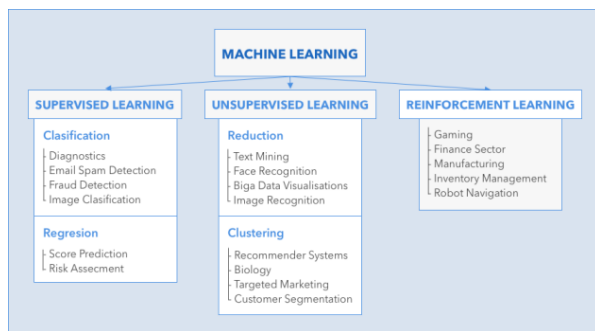 MACHINE LEARNING
SUPERVISED LEARNING
Clasification
Diagnostics
Email Spam Detection
Fraud Detection
Image Clasification
Regresion
Score Prediction
Risk Assecment
UNSUPERVISED LEARNING
Reduction
Text Mining
Face Recognition
Biga Data Visualisations
Image Recognition
Clustering
Recommender Systems
Biology
Targeted Marketing
Customer Segmentation
REINFORCEMENT LEARNING
Gaming
Finance Sector
Manufacturing
Inventory Management
Robot Navigation